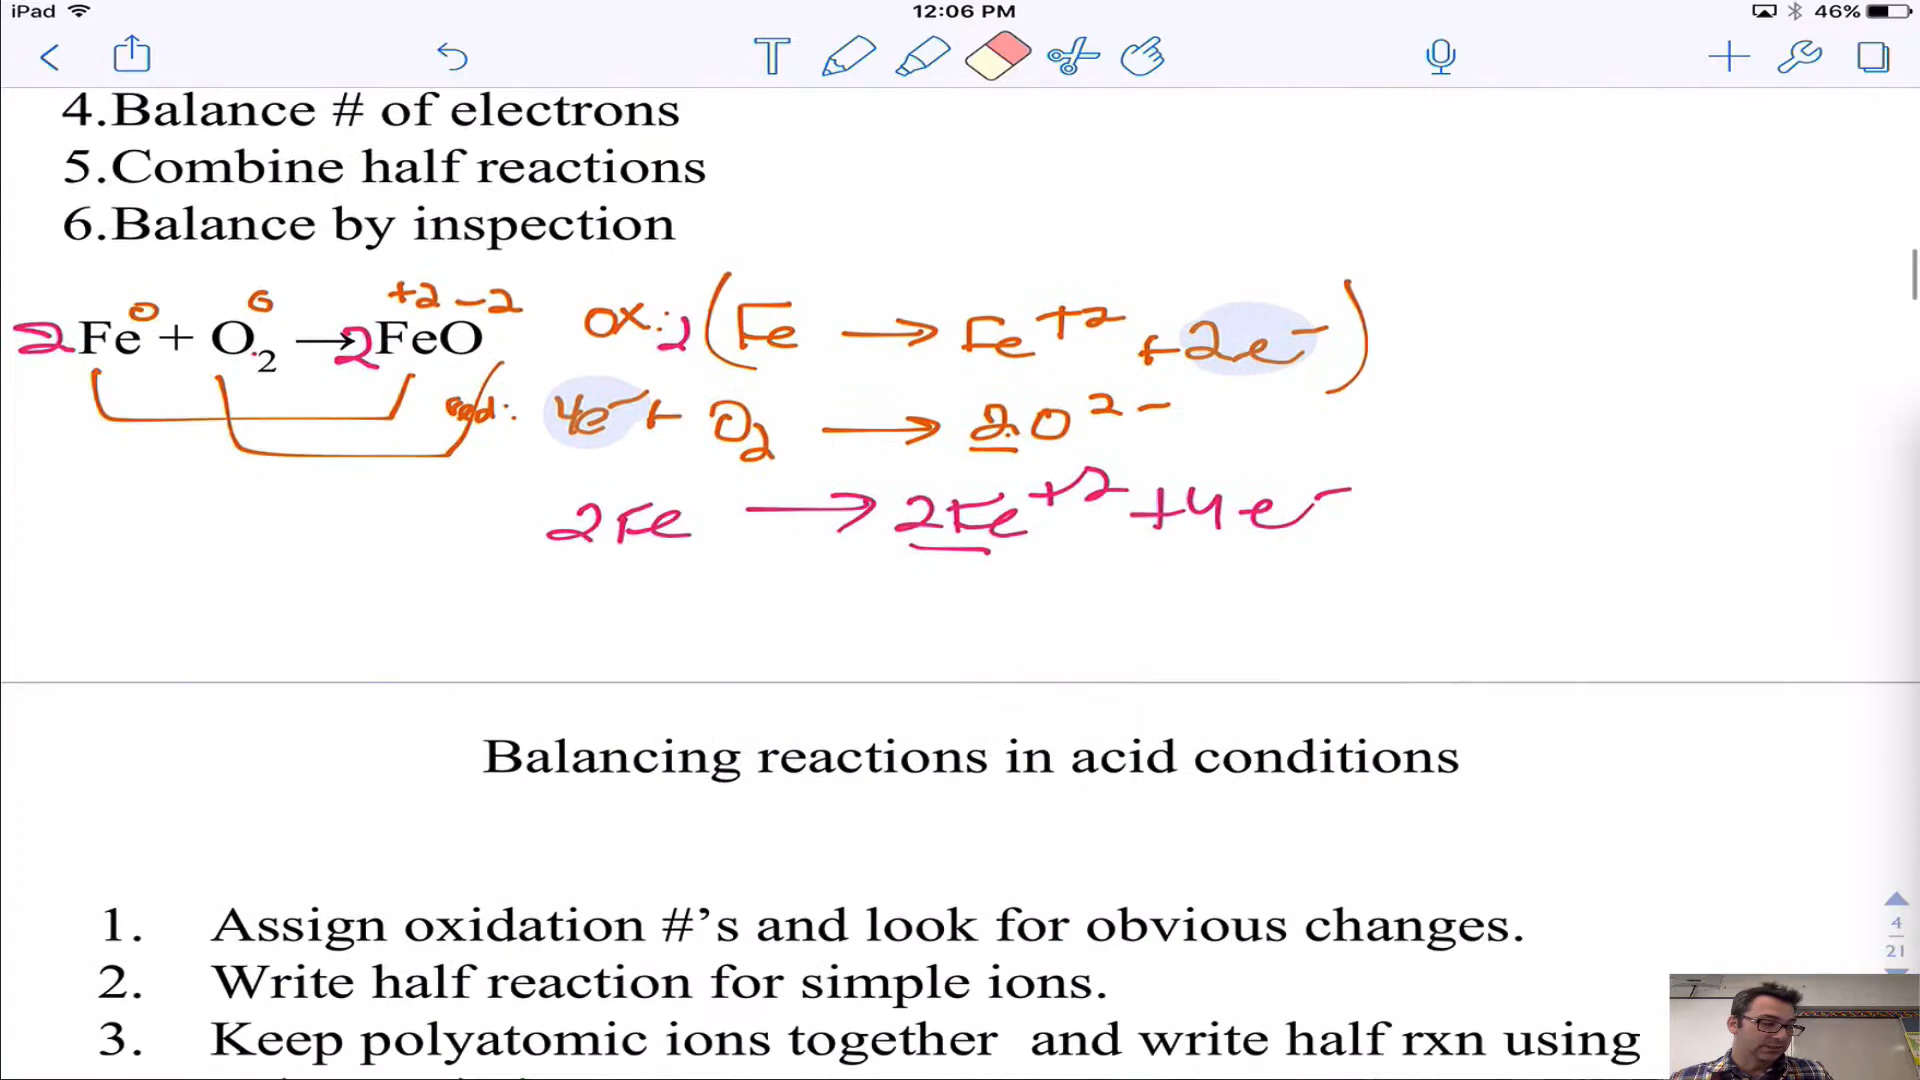 iPad 12:06 PM 46%
T
4.Balance # of electrons
5.Combine half reactions
6.Balance by inspection
0 0 +2 -2
2Fe + O2 → 2FeO
ox: 2(Fe → Fe+2 + 2e-)
red: 4e- + O2 → 2O2-
2Fe → 2Fe+2 + 4e-
Balancing reactions in acid conditions
1. Assign oxidation #’s and look for obvious changes.
2. Write half reaction for simple ions.
3. Keep polyatomic ions together and write half rxn using
4
21